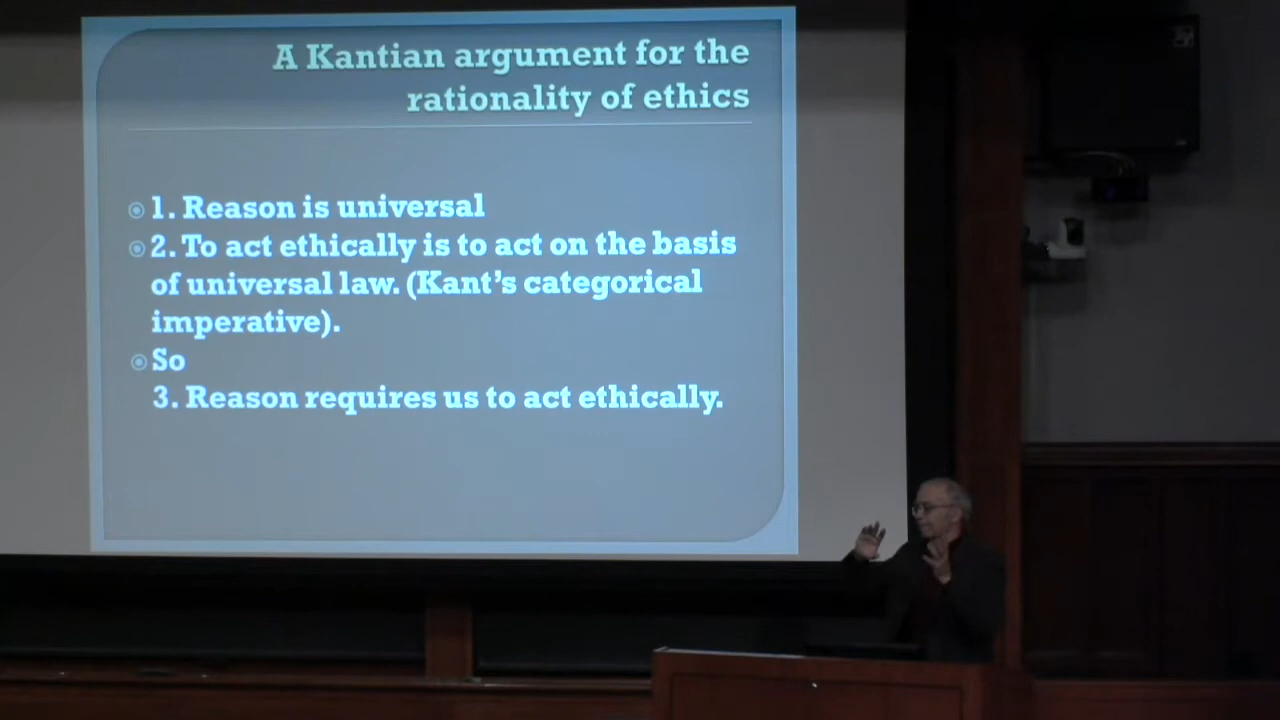 A Kantian argument for the
rationality of ethics
1. Reason is universal
2. To act ethically is to act on the basis
of universal law. (Kant’s categorical
imperative).
So
3. Reason requires us to act ethically.